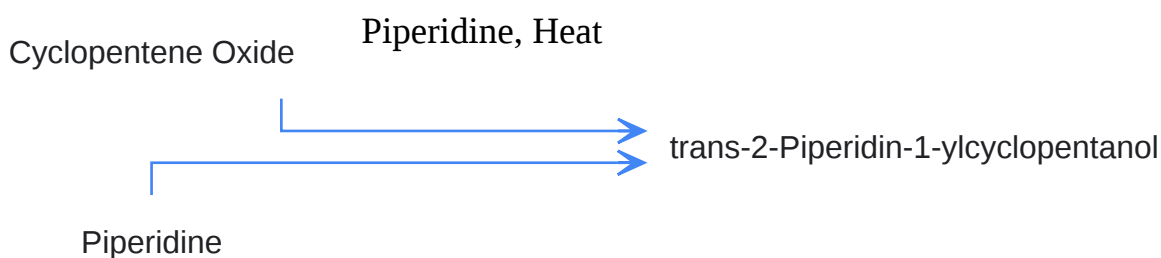 Piperidine, Heat
Cyclopentene Oxide
trans-2-Piperidin-1-ylcyclopentanol
Piperidine